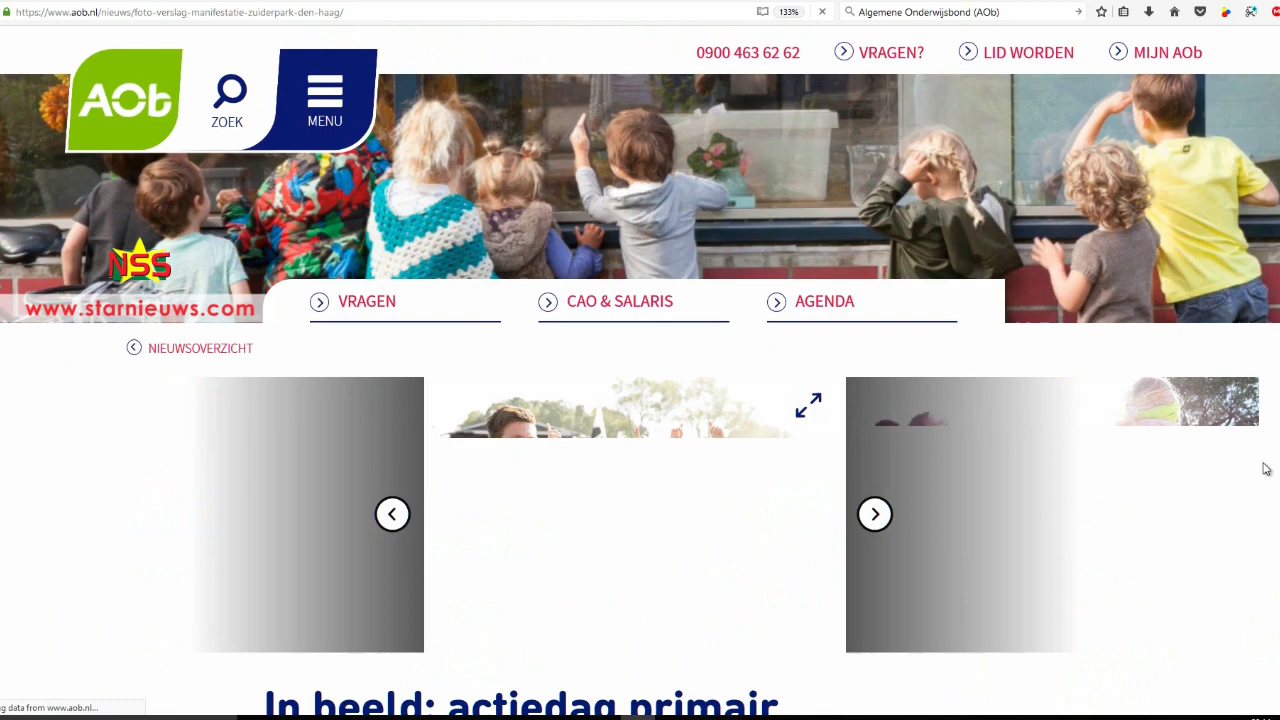 https://www.aob.nl/nieuws/foto-verslag-manifestatie-zuiderpark-den-haag/
133%
Algemene Onderwijsbond (AOb)
0900 463 62 62
VRAGEN?
LID WORDEN
MIJN AOb
AOb
ZOEK
MENU
NSS
www.starnieuws.com
VRAGEN
CAO & SALARIS
AGENDA
NIEUWSOVERZICHT
In beeld: actiedag primair
data from www.aob.nl...